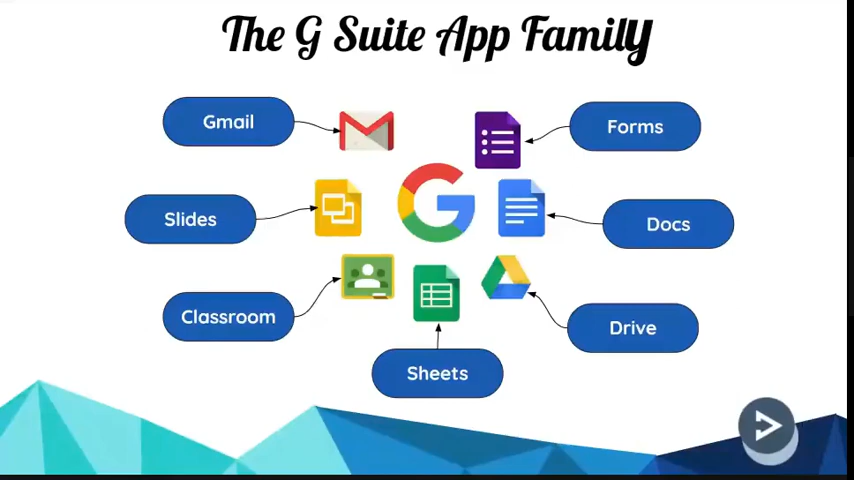 The G Suite App Family
Gmail
Forms
Slides
Docs
Classroom
Drive
Sheets